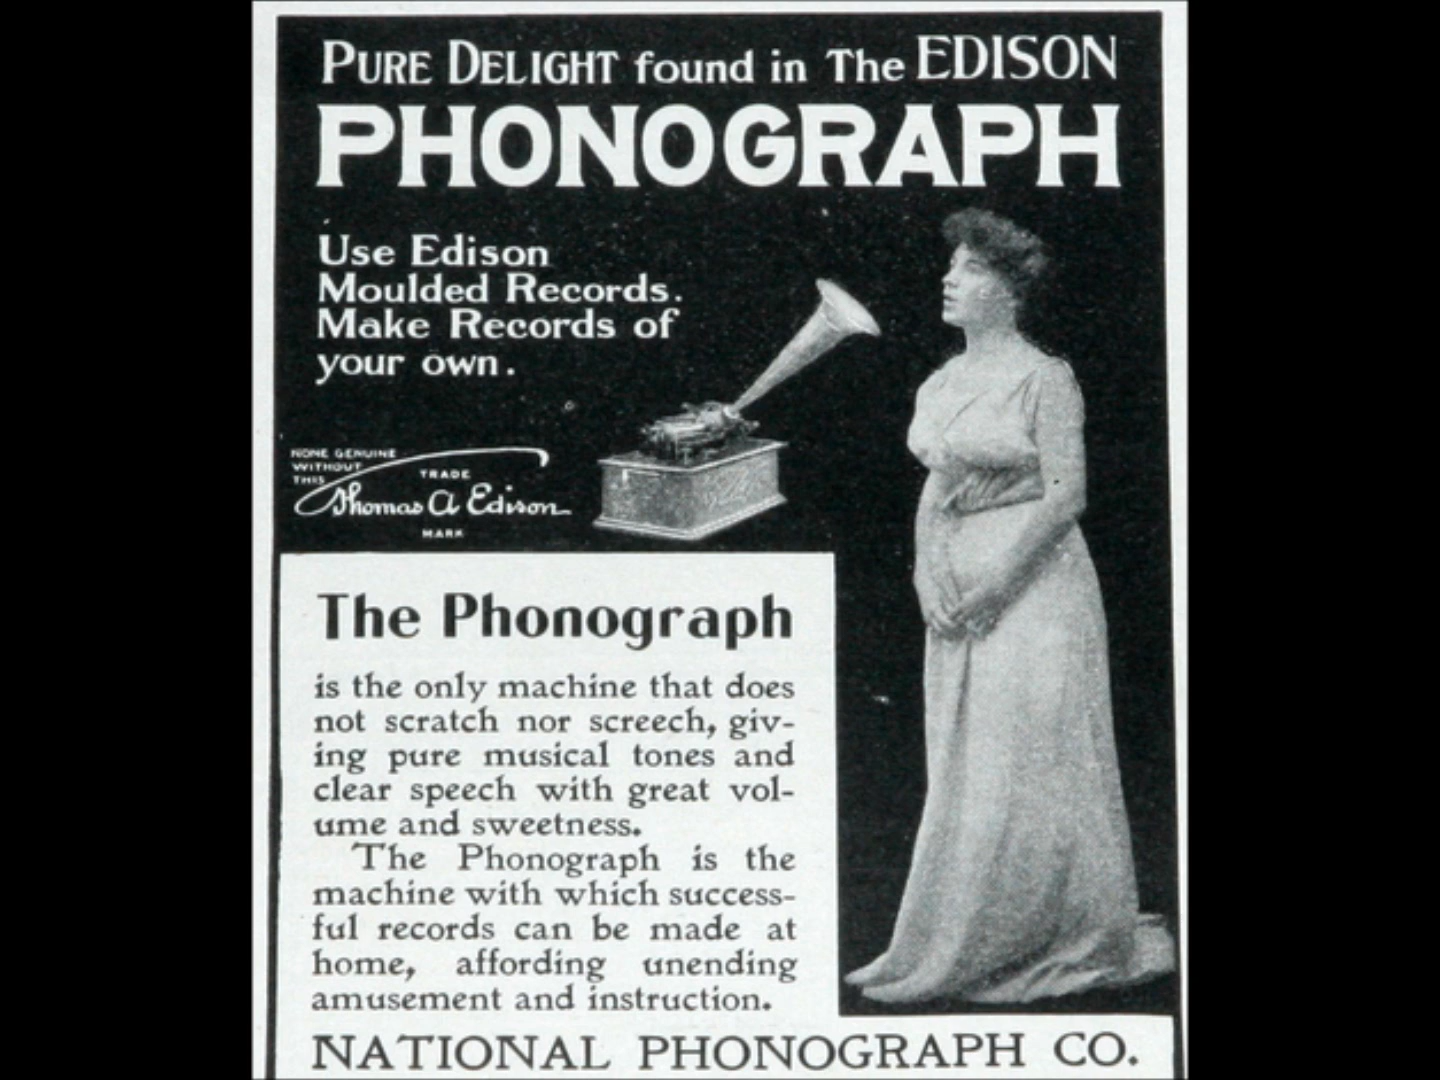 PURE DELIGHT found in The EDISON
PHONOGRAPH
Use Edison
Moulded Records.
Make Records of
your own.
NONE GENUINE
WITHOUT
THIS
TRADE
Thomas A Edison
MARK
The Phonograph
is the only machine that does
not scratch nor screech, giv-
ing pure musical tones and
clear speech with great vol-
ume and sweetness.
The Phonograph is the
machine with which success-
ful records can be made at
home, affording unending
amusement and instruction.
NATIONAL PHONOGRAPH CO.